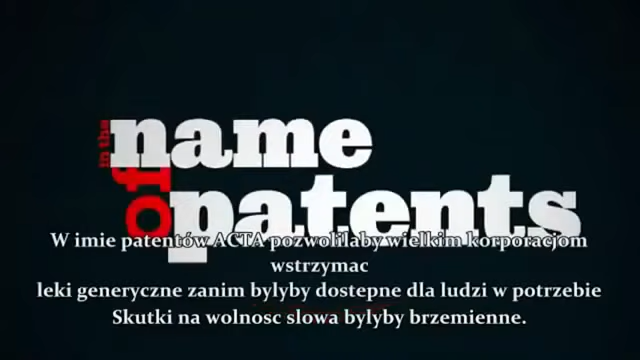 in the name
of patents
W imie patentów ACTA pozwolilaby wielkim korporacjom
wstrzymac
leki generyczne zanim bylyby dostepne dla ludzi w potrzebie
Skutki na wolnosc slowa bylyby brzemienne.